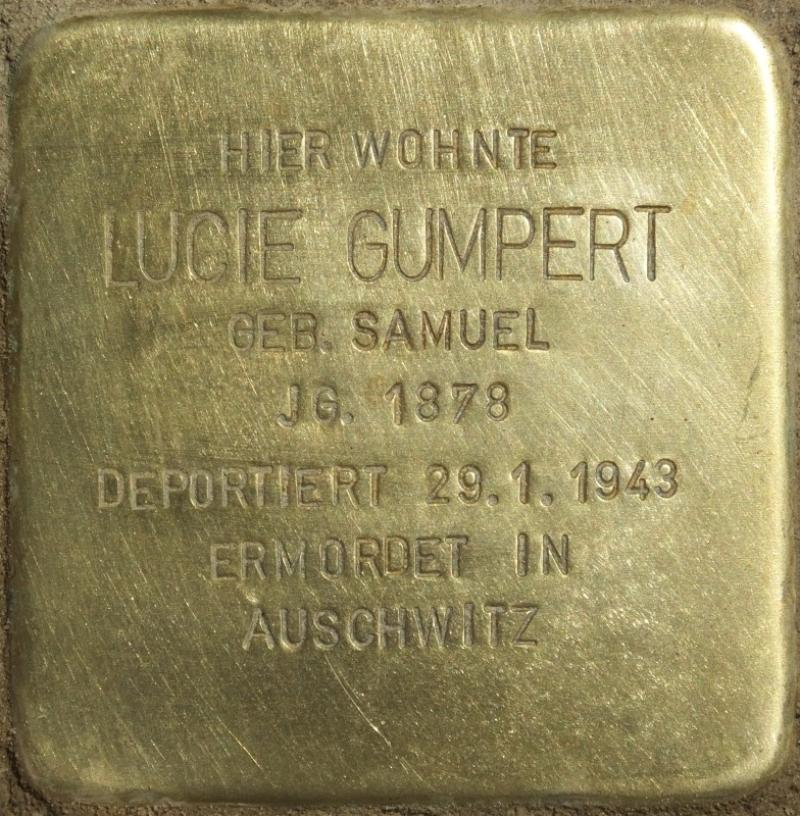 HIER WOHNTE
LUCIE GUMPERT
GEB. SAMUEL
JG. 1878
DEPORTIERT 29.1.1943
ERMORDET IN
AUSCHWITZ